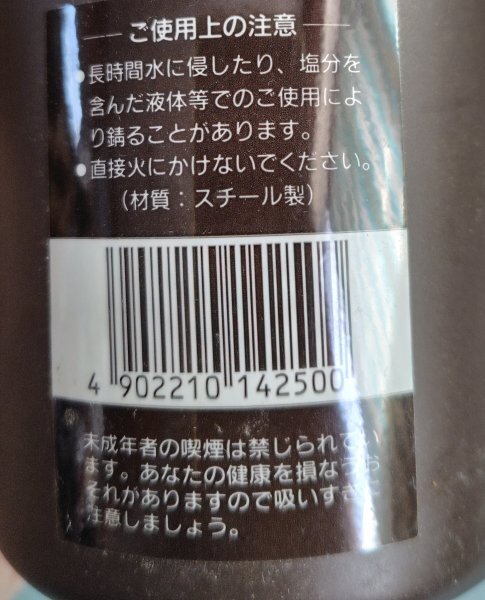 ご使用上の注意
●長時間水に侵したり、塩分を
含んだ液体等でのご使用によ
り錆ることがあります。
●直接火にかけないでください。
（材質：スチール製）
4 902210 142500
未成年者の喫煙は禁じられてい
ます。あなたの健康を損なうお
それがありますので吸いすぎに
注意しましょう。